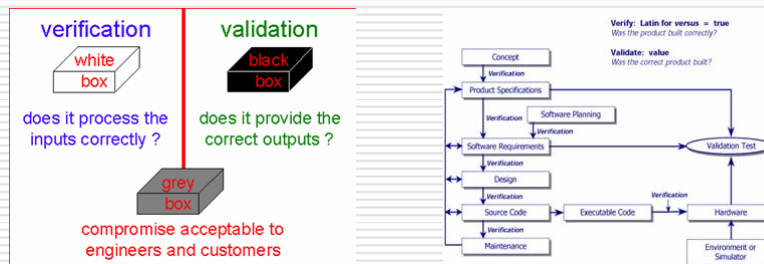 verification
white
box
does it process the
inputs correctly ?
validation
black
box
does it provide the
correct outputs ?
grey
box
compromise acceptable to
engineers and customers
Verify: Latin for versus = true
Was the product built correctly?
Validate: value
Was the correct product built?
Concept
Verification
Product Specifications
Verification
Software Planning
Verification
Software Requirements
Validation Test
Verification
Design
Verification
Verification
Source Code
Executable Code
Hardware
Verification
Maintenance
Environment or
Simulator